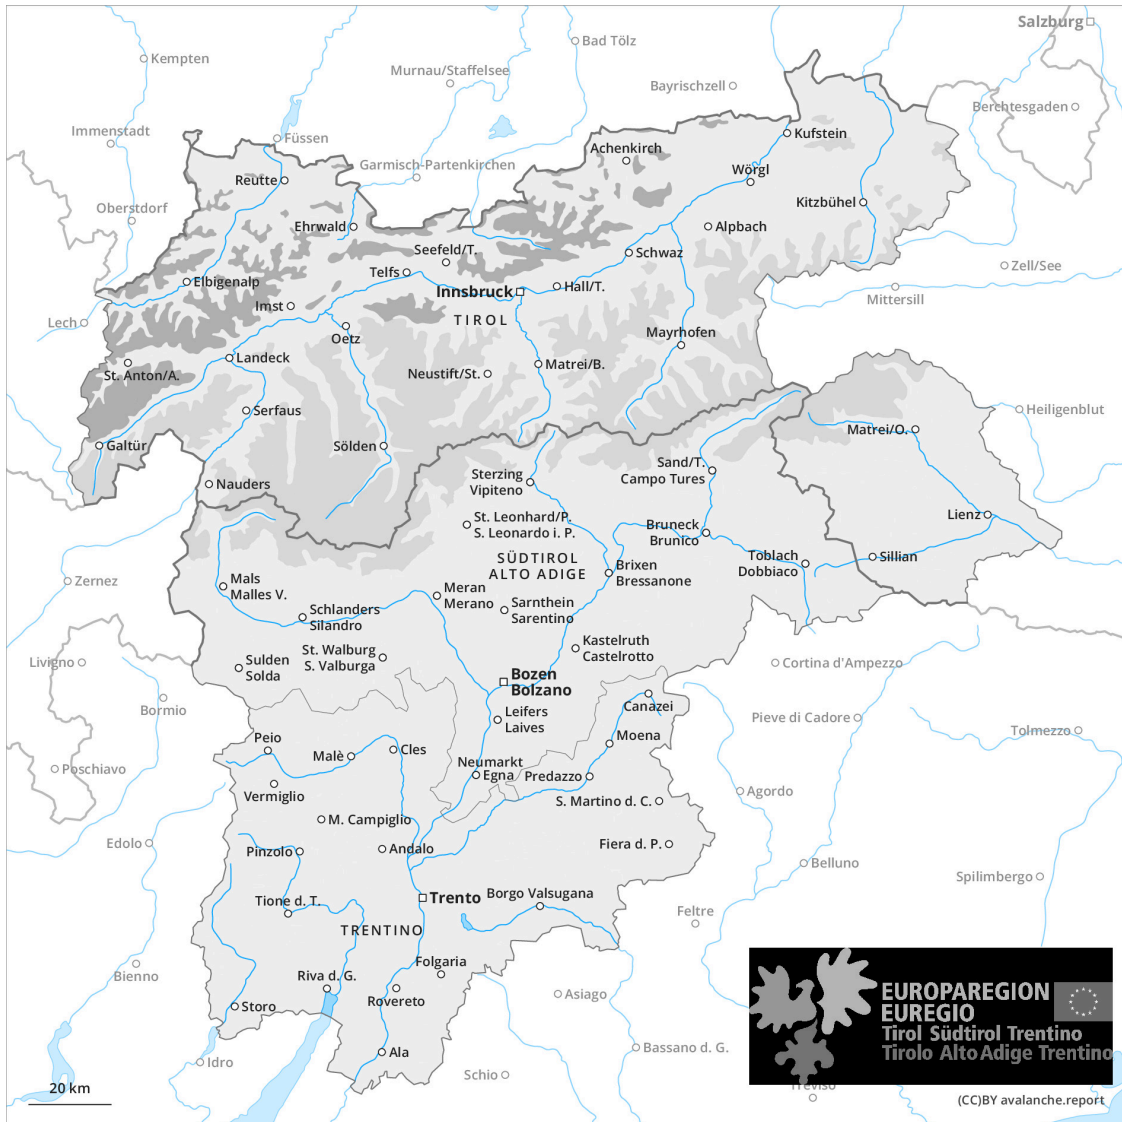 Salzburg
Bad Tölz
Kempten
Murnau/Staffelsee
Bayrischzell
Berchtesgaden
Immenstadt
Füssen
Kufstein
Achenkirch
Garmisch-Partenkirchen
Wörgl
Reutte
Oberstdorf
Kitzbühel
Ehrwald
Alpbach
Seefeld/T.
Schwaz
Telfs
Zell/See
Elbigenalp
Innsbruck
Hall/T.
Mittersill
Imst
Lech
TIROL
Oetz
Mayrhofen
Landeck
Matrei/B.
St. Anton/A.
Neustift/St.
Serfaus
Heiligenblut
Matrei/O.
Galtür
Sölden
Sand/T.
Campo Tures
Sterzing
Vipiteno
Nauders
Lienz
St. Leonhard/P.
S. Leonardo i. P.
Bruneck
Brunico
SÜDTIROL
ALTO ADIGE
Toblach
Dobbiaco
Sillian
Brixen
Bressanone
Zernez
Mals
Malles V.
Meran
Merano
Sarnthein
Sarentino
Schlanders
Silandro
Kastelruth
Castelrotto
St. Walburg
S. Valburga
Livigno
Sulden
Solda
Cortina d'Ampezzo
Bozen
Bolzano
Bormio
Canazei
Leifers
Laives
Pieve di Cadore
Tolmezzo
Moena
Peio
Malè
Cles
Neumarkt
Egna
Predazzo
Poschiavo
Vermiglio
Agordo
S. Martino d. C.
M. Campiglio
Edolo
Pinzolo
Andalo
Fiera d. P.
Belluno
Spilimbergo
Trento
Borgo Valsugana
Tione d. T.
Feltre
TRENTINO
Folgaria
Bienno
Riva d. G.
Rovereto
Asiago
Storo
EUROPAREGION
EUREGIO
Tirol Südtirol Trentino
Tirolo Alto Adige Trentino
Ala
Bassano d. G.
Idro
Schio
Treviso
20 km
(CC)BY avalanche.report